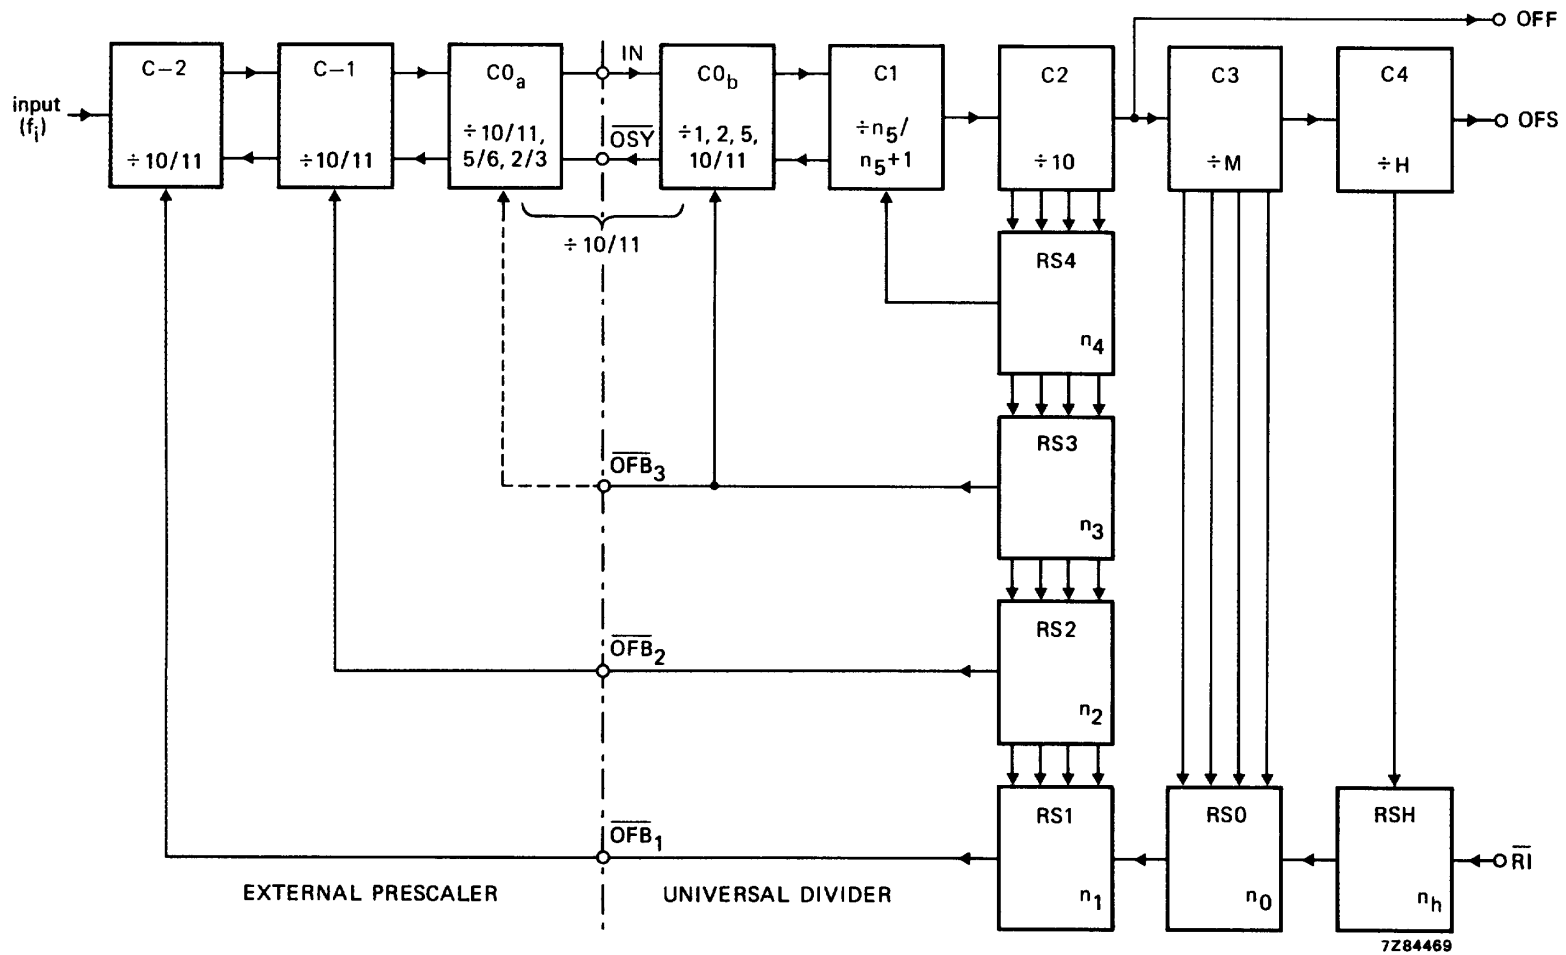 OFF
input
(fi)
C−2
÷10/11
C−1
÷10/11
C0a
÷10/11,
5/6, 2/3
IN
OSY
C0b
÷1, 2, 5,
10/11
C1
÷n5/
n5+1
C2
÷10
C3
÷M
C4
÷H
OFS
÷10/11
RS4
n4
OFB3
RS3
n3
OFB2
RS2
n2
OFB1
RS1
n1
RS0
n0
RSH
nh
RI
EXTERNAL PRESCALER
UNIVERSAL DIVIDER
7Z84469